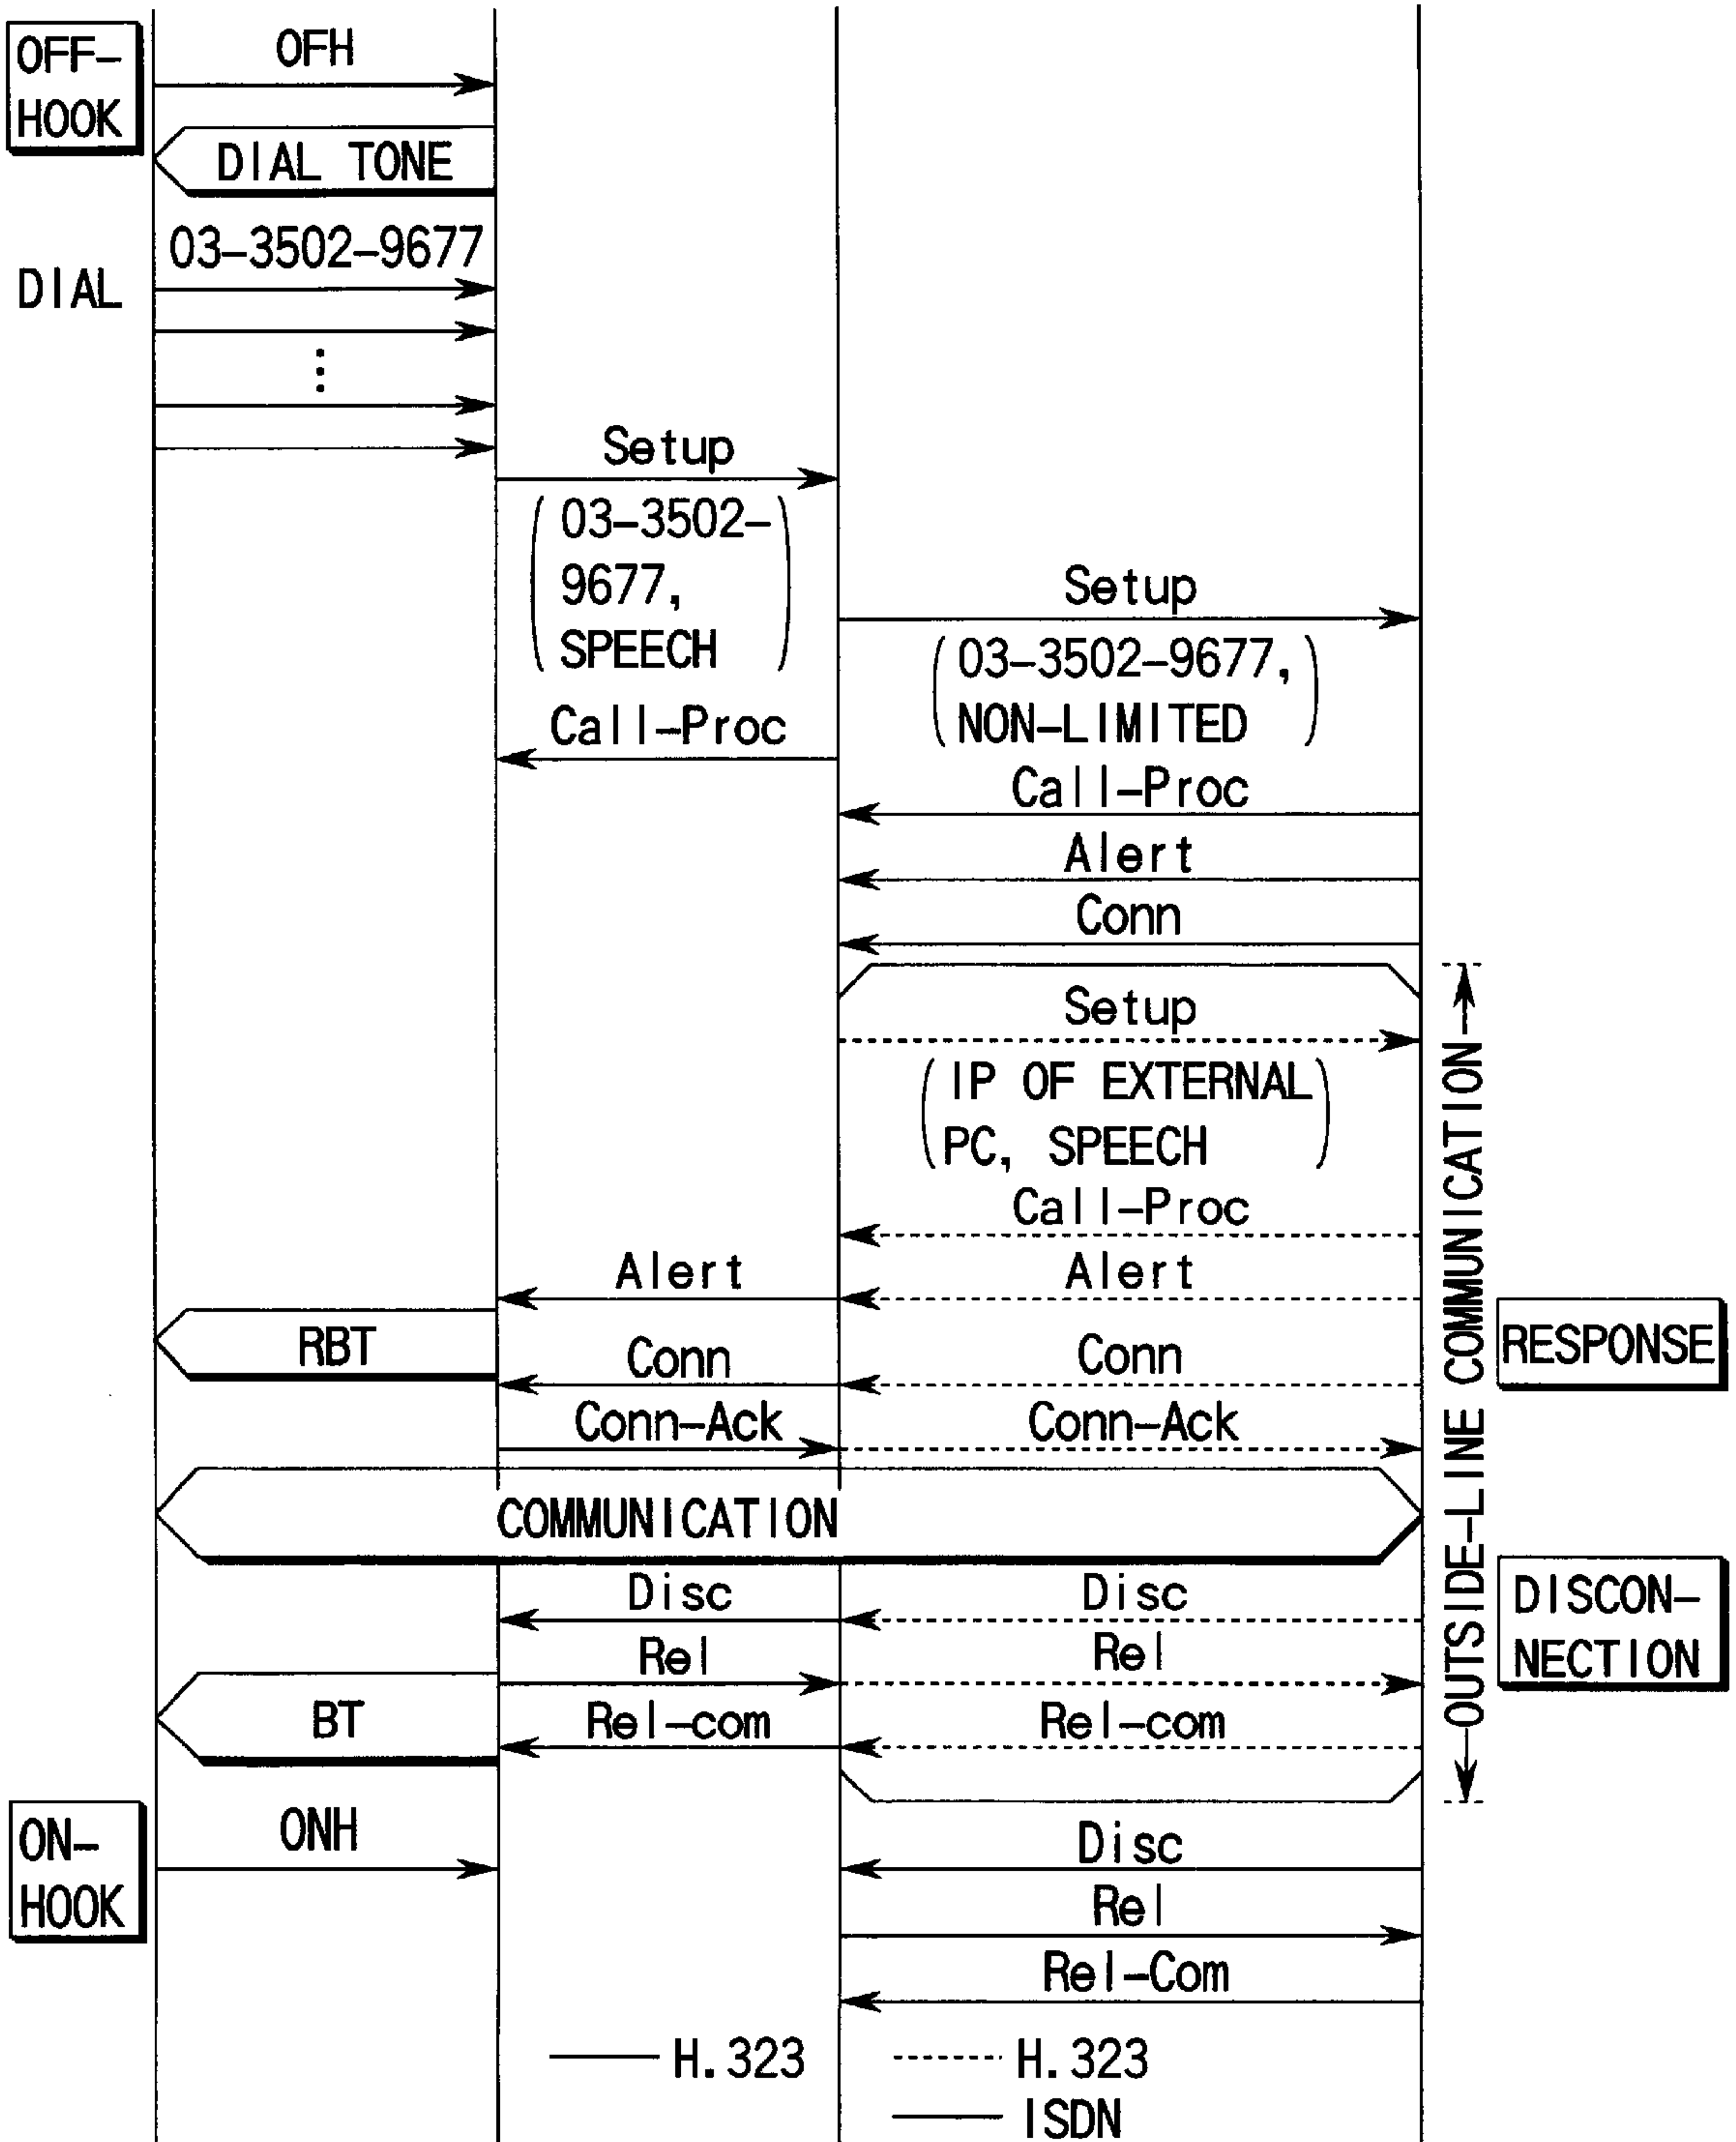 OFF-
HOOK
OFH
DIAL TONE
03-3502-9677
DIAL
Setup
03-3502-
9677,
SPEECH
Setup
03-3502-9677,
NON-LIMITED
Call-Proc
Call-Proc
Alert
Conn
Setup
IP OF EXTERNAL
PC, SPEECH
Call-Proc
Alert
Alert
RBT
Conn
Conn
RESPONSE
Conn-Ack
Conn-Ack
COMMUNICATION
OUTSIDE-LINE COMMUNICATION
Disc
Disc
DISCON-
NECTION
Rel
Rel
BT
Rel-com
Rel-com
ON-
HOOK
ONH
Disc
Rel
Rel-Com
H.323
H.323
ISDN